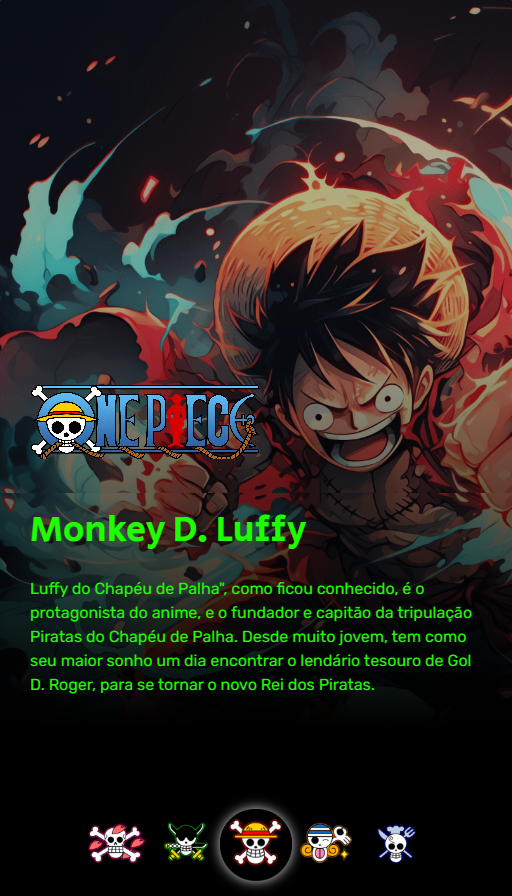 ONE PIECE
Monkey D. Luffy
Luffy do Chapéu de Palha", como ficou conhecido, é o
protagonista do anime, e o fundador e capitão da tripulação
Piratas do Chapéu de Palha. Desde muito jovem, tem como
seu maior sonho um dia encontrar o lendário tesouro de Gol
D. Roger, para se tornar o novo Rei dos Piratas.